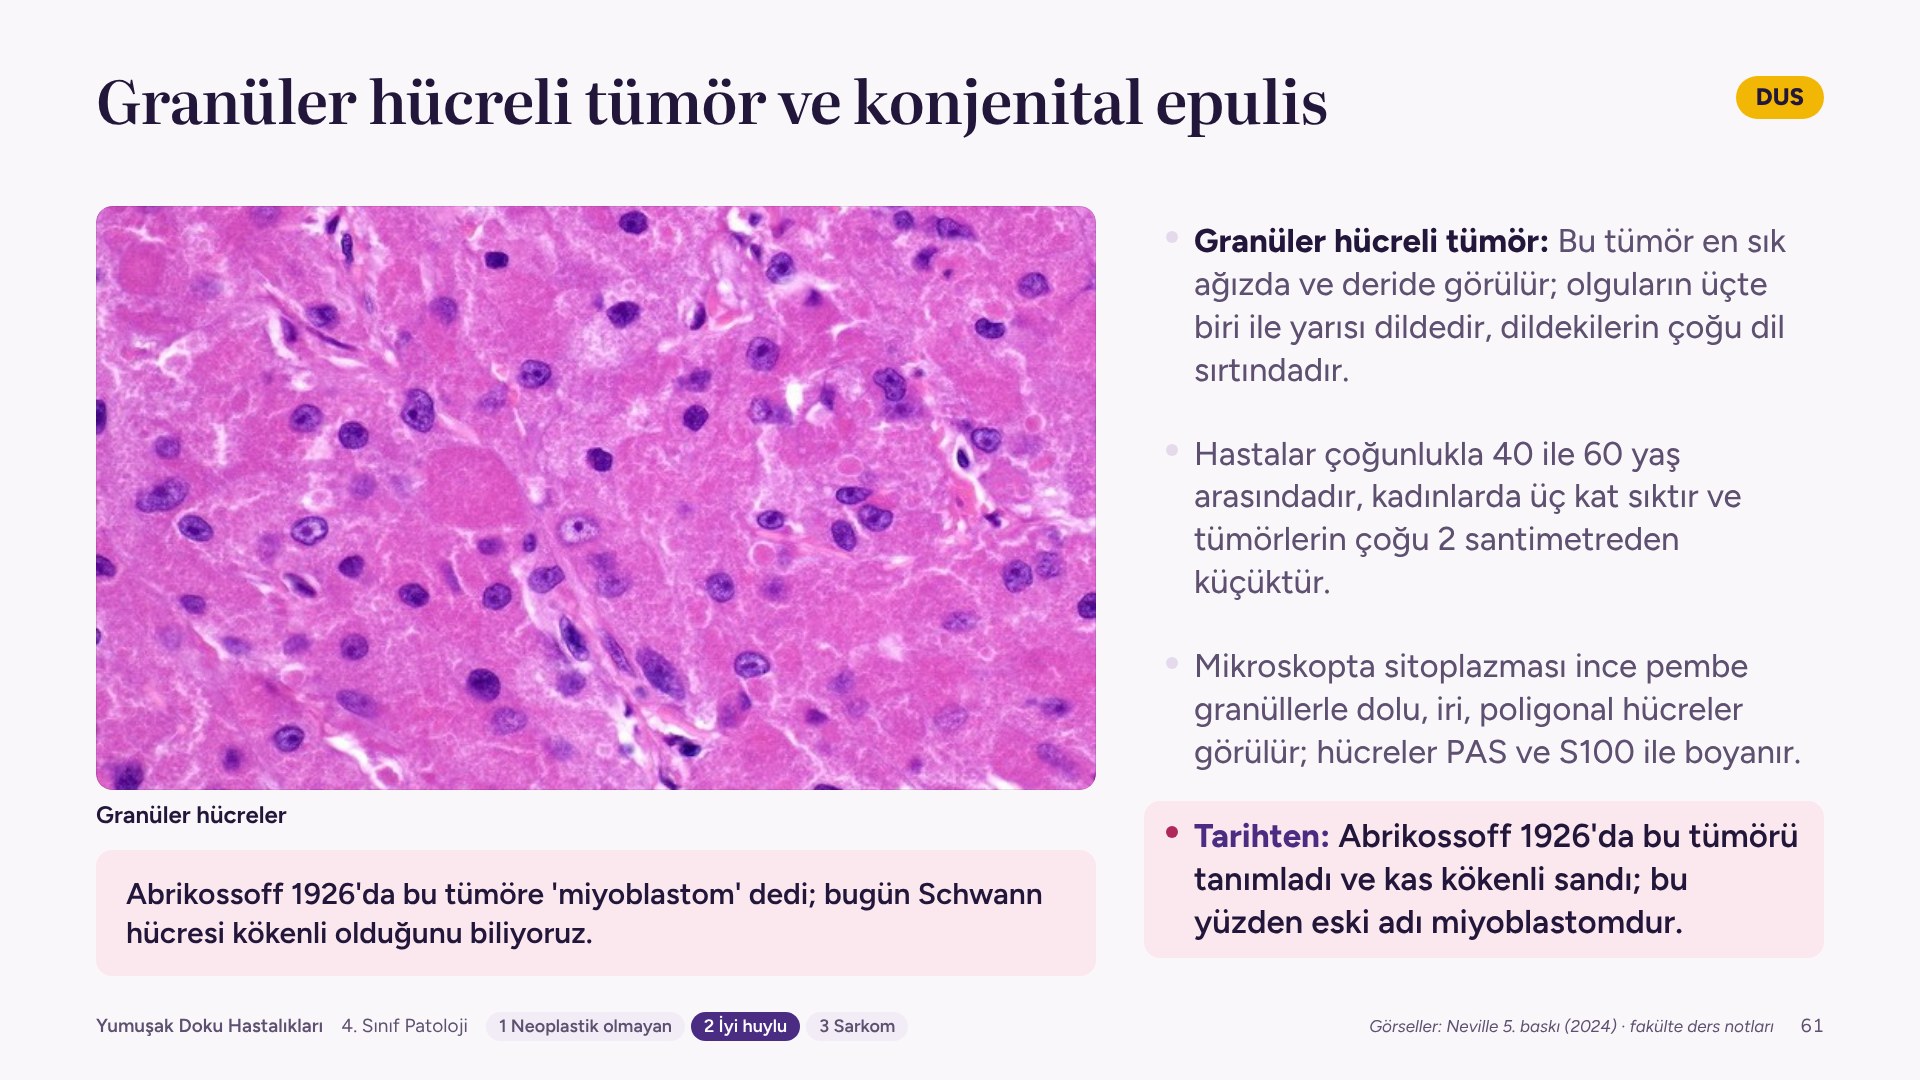 Granüler hücreli tümör ve konjenital epulis
DUS
Granüler hücreler
Abrikossoff 1926'da bu tümöre 'miyoblastom' dedi; bugün Schwann
hücresi kökenli olduğunu biliyoruz.
Granüler hücreli tümör: Bu tümör en sık
ağızda ve deride görülür; olguların üçte
biri ile yarısı dildedir, dildekilerin çoğu dil
sırtındadır.
Hastalar çoğunlukla 40 ile 60 yaş
arasındadır, kadınlarda üç kat sıktır ve
tümörlerin çoğu 2 santimetreden
küçüktür.
Mikroskopta sitoplazması ince pembe
granüllerle dolu, iri, poligonal hücreler
görülür; hücreler PAS ve S100 ile boyanır.
Tarihten: Abrikossoff 1926'da bu tümörü
tanımladı ve kas kökenli sandı; bu
yüzden eski adı miyoblastomdur.
Yumuşak Doku Hastalıkları 4. Sınıf Patoloji 1 Neoplastik olmayan 2 İyi huylu 3 Sarkom
Görseller: Neville 5. baskı (2024) · fakülte ders notları 61